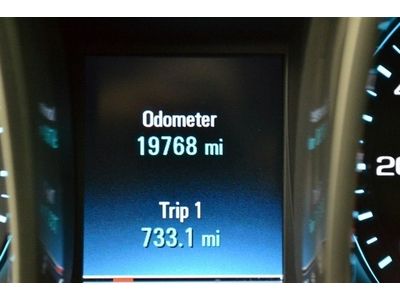 Odometer
19768 mi
Trip 1
733.1 mi